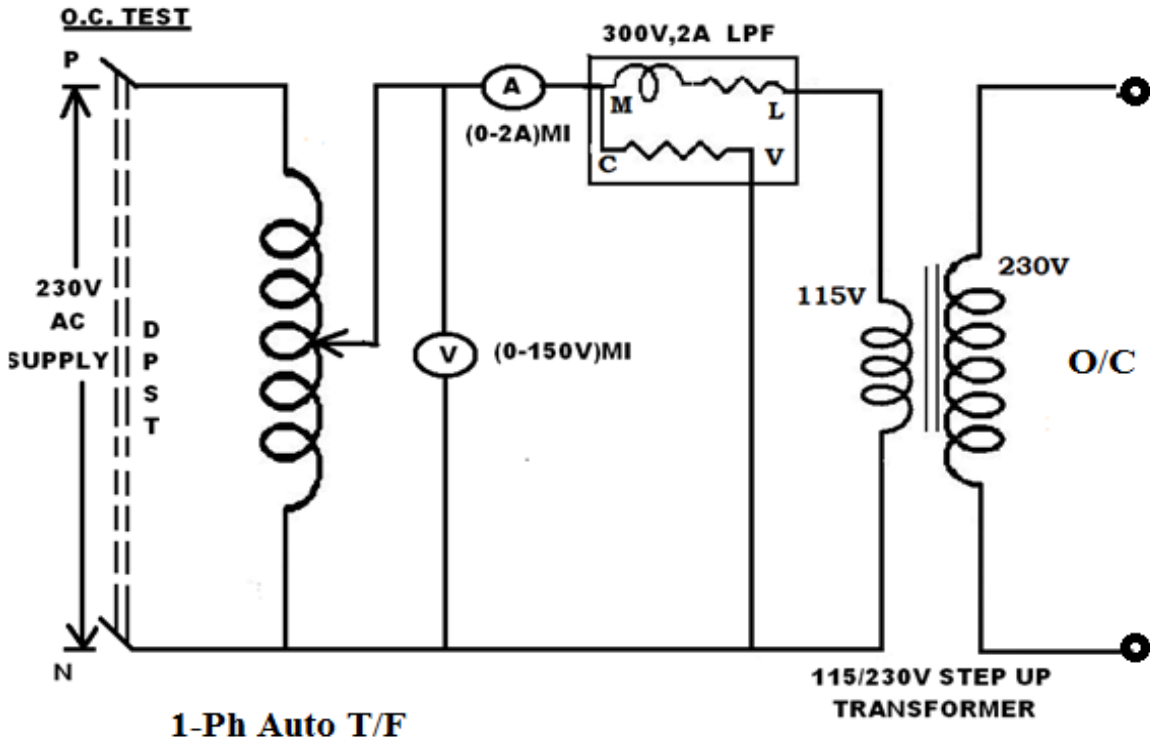 O.C. TEST
P
300V,2A LPF
A
M
L
(0-2A)MI
C
V
230V
AC
SUPPLY
D
P
S
T
V
(0-150V)MI
115V
230V
O/C
N
115/230V STEP UP
TRANSFORMER
1-Ph Auto T/F